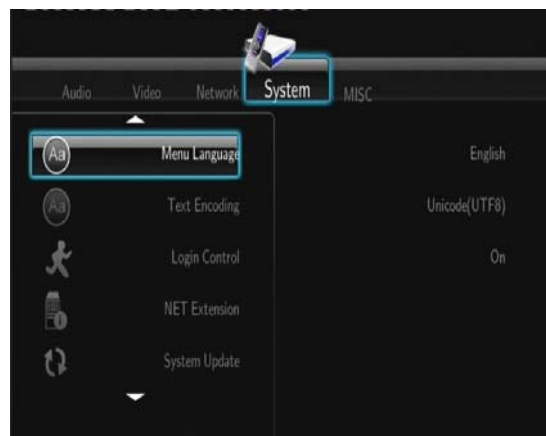 Audio Video Network System MISC
Aa Menu Language English
Aa Text Encoding Unicode(UTF8)
Login Control On
NET Extension
System Update